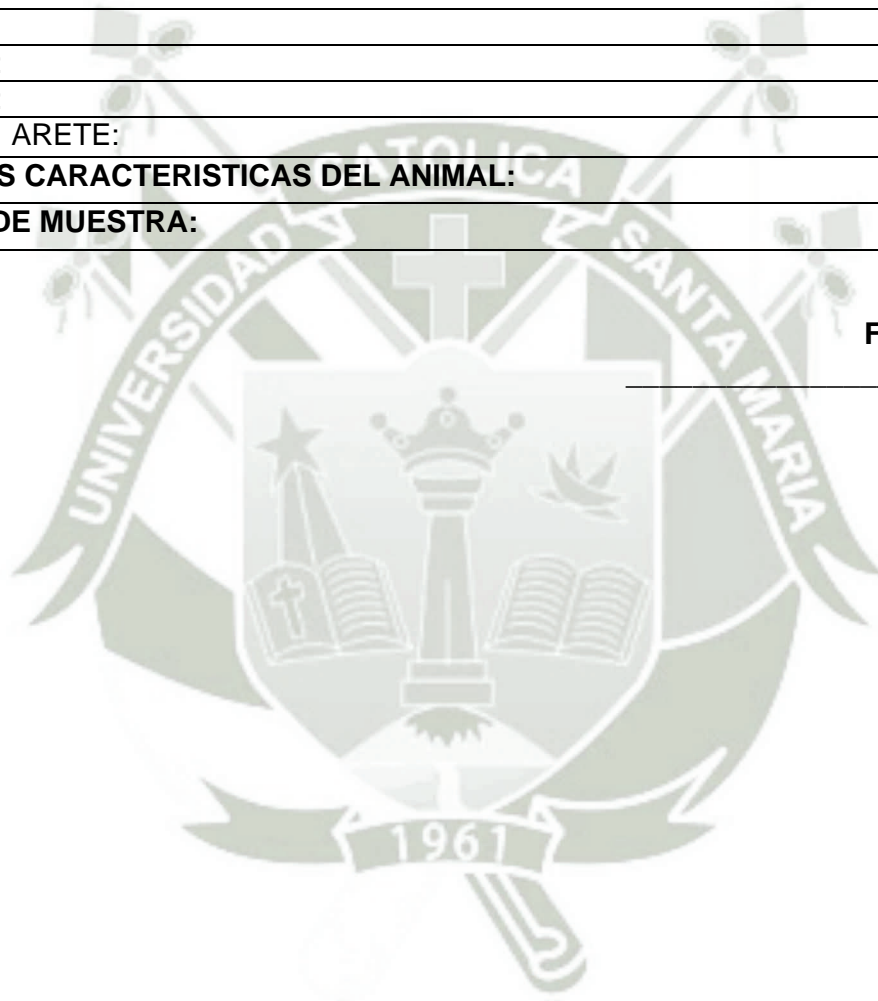 ARETE:
S CARACTERISTICAS DEL ANIMAL:
DE MUESTRA:
F
UNIVERSIDAD CATOLICA SANTA MARIA
1961